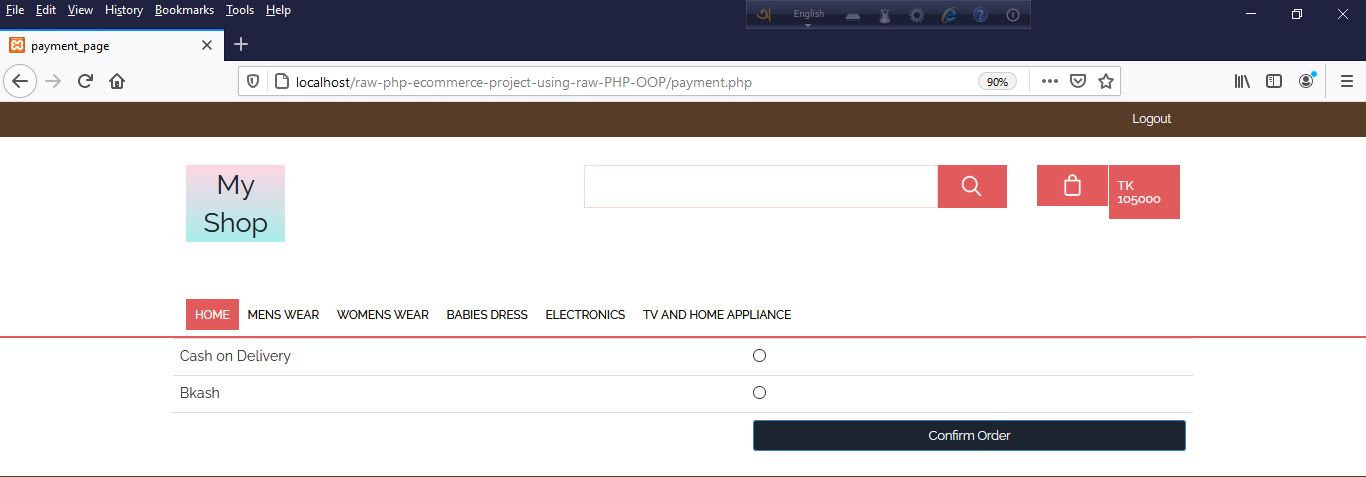 File Edit View History Bookmarks Tools Help
English
payment_page
localhost/raw-php-ecommerce-project-using-raw-PHP-OOP/payment.php
90%
Logout
My
Shop
TK
105000
HOME MENS WEAR WOMENS WEAR BABIES DRESS ELECTRONICS TV AND HOME APPLIANCE
Cash on Delivery
Bkash
Confirm Order